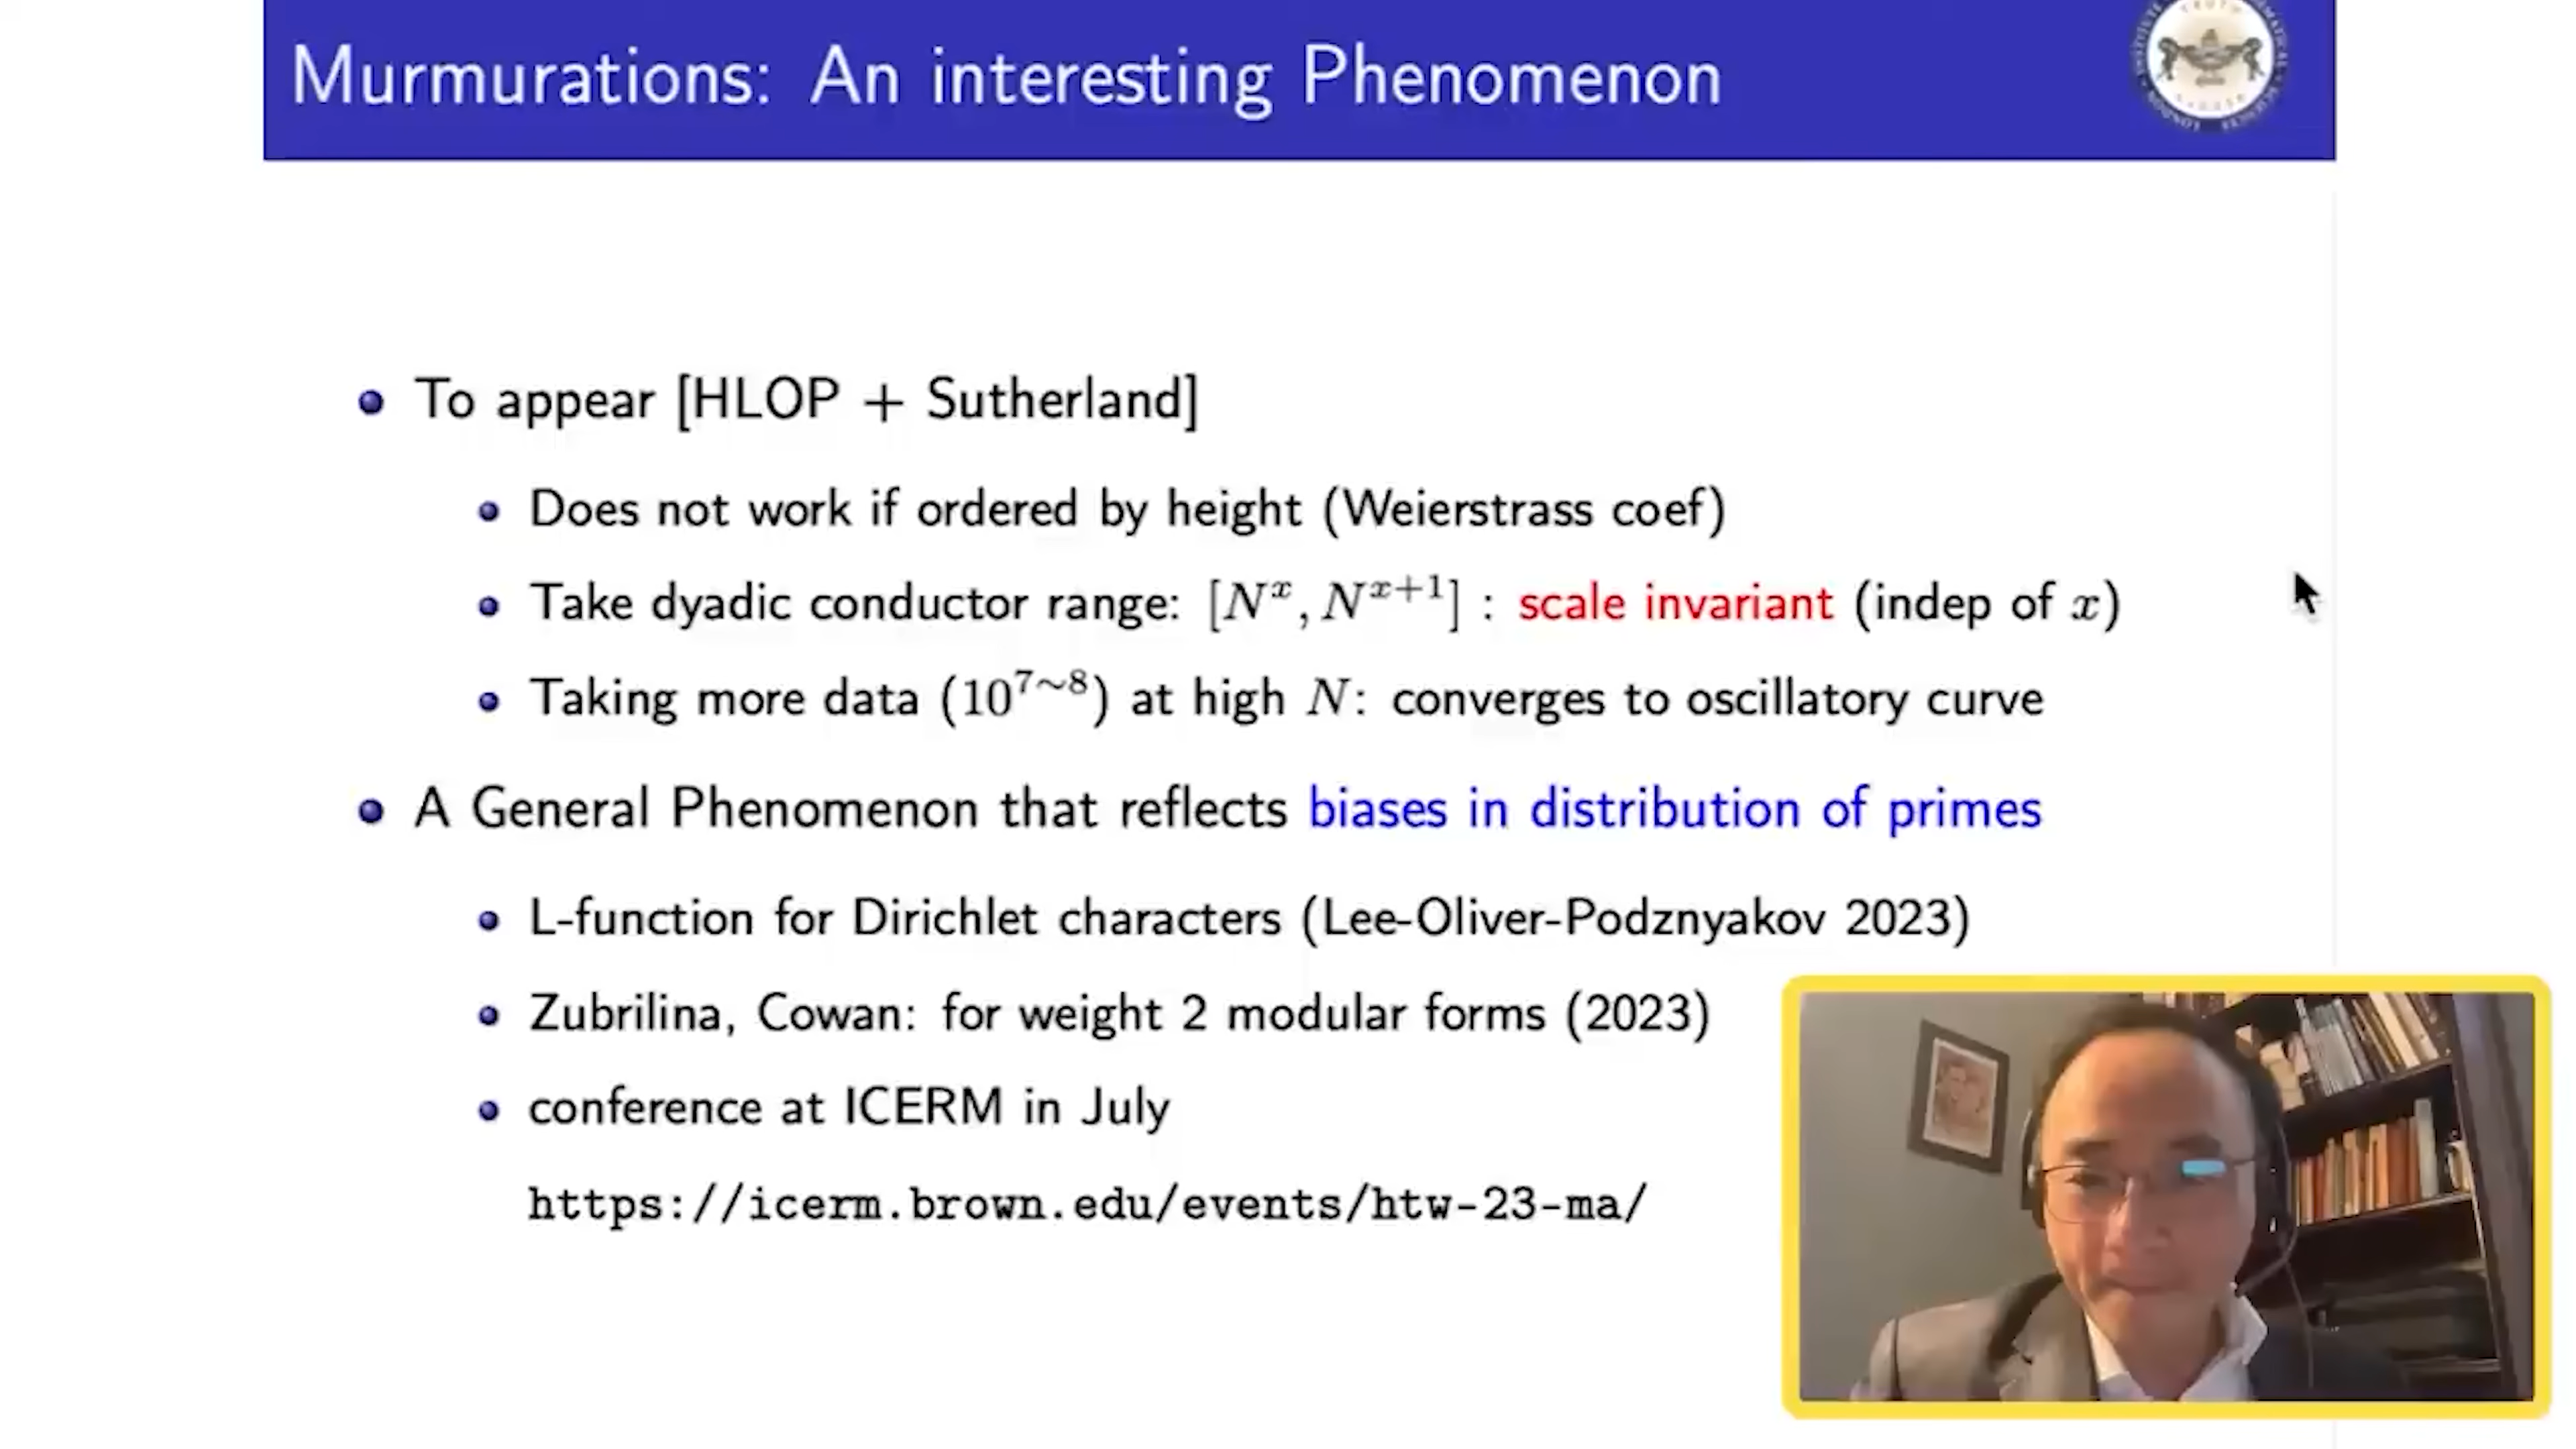 Murmurations: An interesting Phenomenon
To appear [HLOP + Sutherland]
Does not work if ordered by height (Weierstrass coef)
Take dyadic conductor range: [N^x, N^{x+1}] : scale invariant (indep of x)
Taking more data (10^{7∼8}) at high N: converges to oscillatory curve
A General Phenomenon that reflects biases in distribution of primes
L-function for Dirichlet characters (Lee-Oliver-Podznyakov 2023)
Zubrilina, Cowan: for weight 2 modular forms (2023)
conference at ICERM in July
https://icerm.brown.edu/events/htw-23-ma/